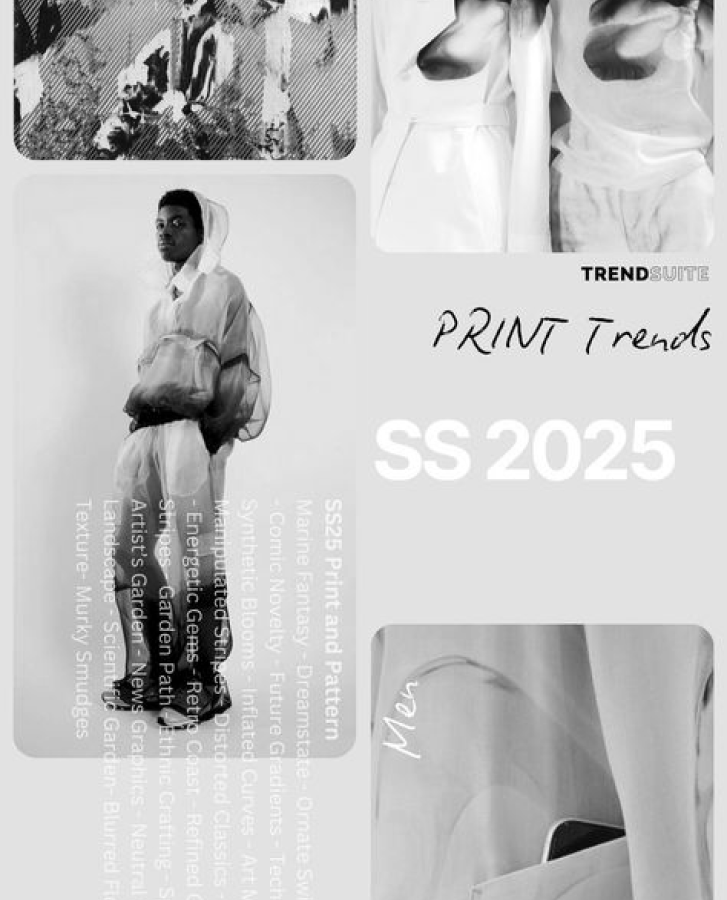 TRENDSUITE
PRINT Trends
SS 2025
Men
SS25 Print and Pattern
Marine Fantasy - Dreamstate - Ornate
- Comic Novelty - Future Gradients - Tech
Synthetic Blooms - Inflated Curves - Art
Manipulated Stripes - Distorted Classics -
- Energetic Gems - Retro Coast - Refined
Stripes - Garden Path - Ethnic Crafting -
Artist's Garden - News Graphics - Neutral
Landscape - Scientific Garden- Blurred
Texture- Murky Smudges